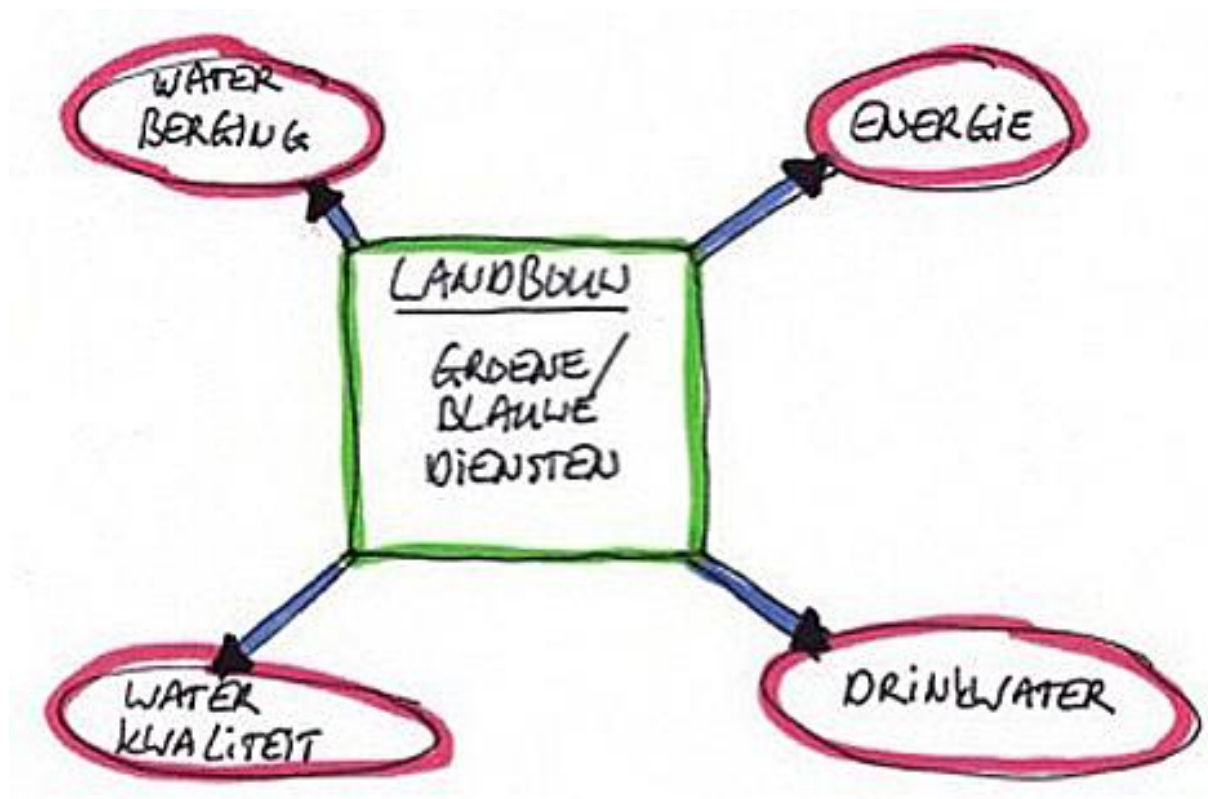 WATER
BERGING
ENERGiE
LANDBOUW
GROENE/
BLAUWE
DiENSTEN
WATER
KWALiTEIT
DRiNKWATER